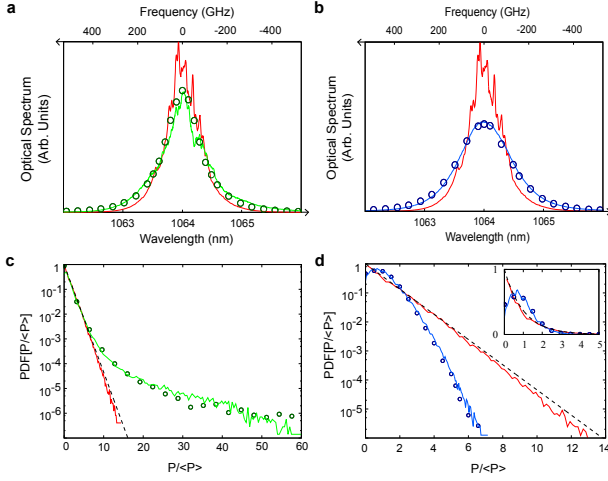 a
Frequency (GHz)
400 200 0 -200 -400
Optical Spectrum
(Arb. Units)
1063 1064 1065
Wavelength (nm)
b
Frequency (GHz)
400 200 0 -200 -400
Optical Spectrum
(Arb. Units)
1063 1064 1065
Wavelength (nm)
c
1
10-1
10-2
10-3
10-4
10-5
10-6
PDF[P/<P>]
0 10 20 30 40 50 60
P/<P>
d
1
10-1
10-2
10-3
10-4
10-5
PDF[P/<P>]
0 2 4 6 8 10 12 14
P/<P>
1
0
0 1 2 3 4 5